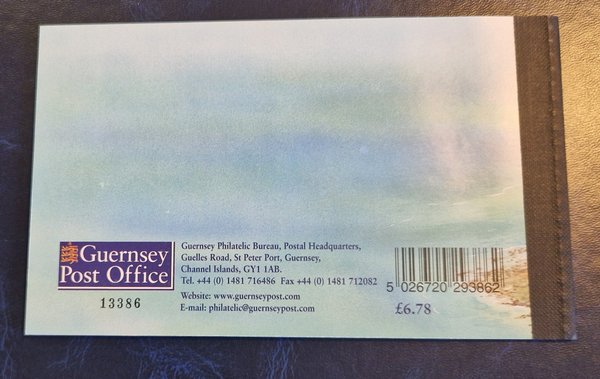 Guernsey
Post Office
13386
Guernsey Philatelic Bureau, Postal Headquarters,
Guelles Road, St Peter Port, Guernsey,
Channel Islands, GY1 1AB.
Tel. +44 (0) 1481 716486 Fax +44 (0) 1481 712082
Website: www.guernseypost.com
E-mail: philatelic@guernseypost.com
5 026720 293862
£6.78